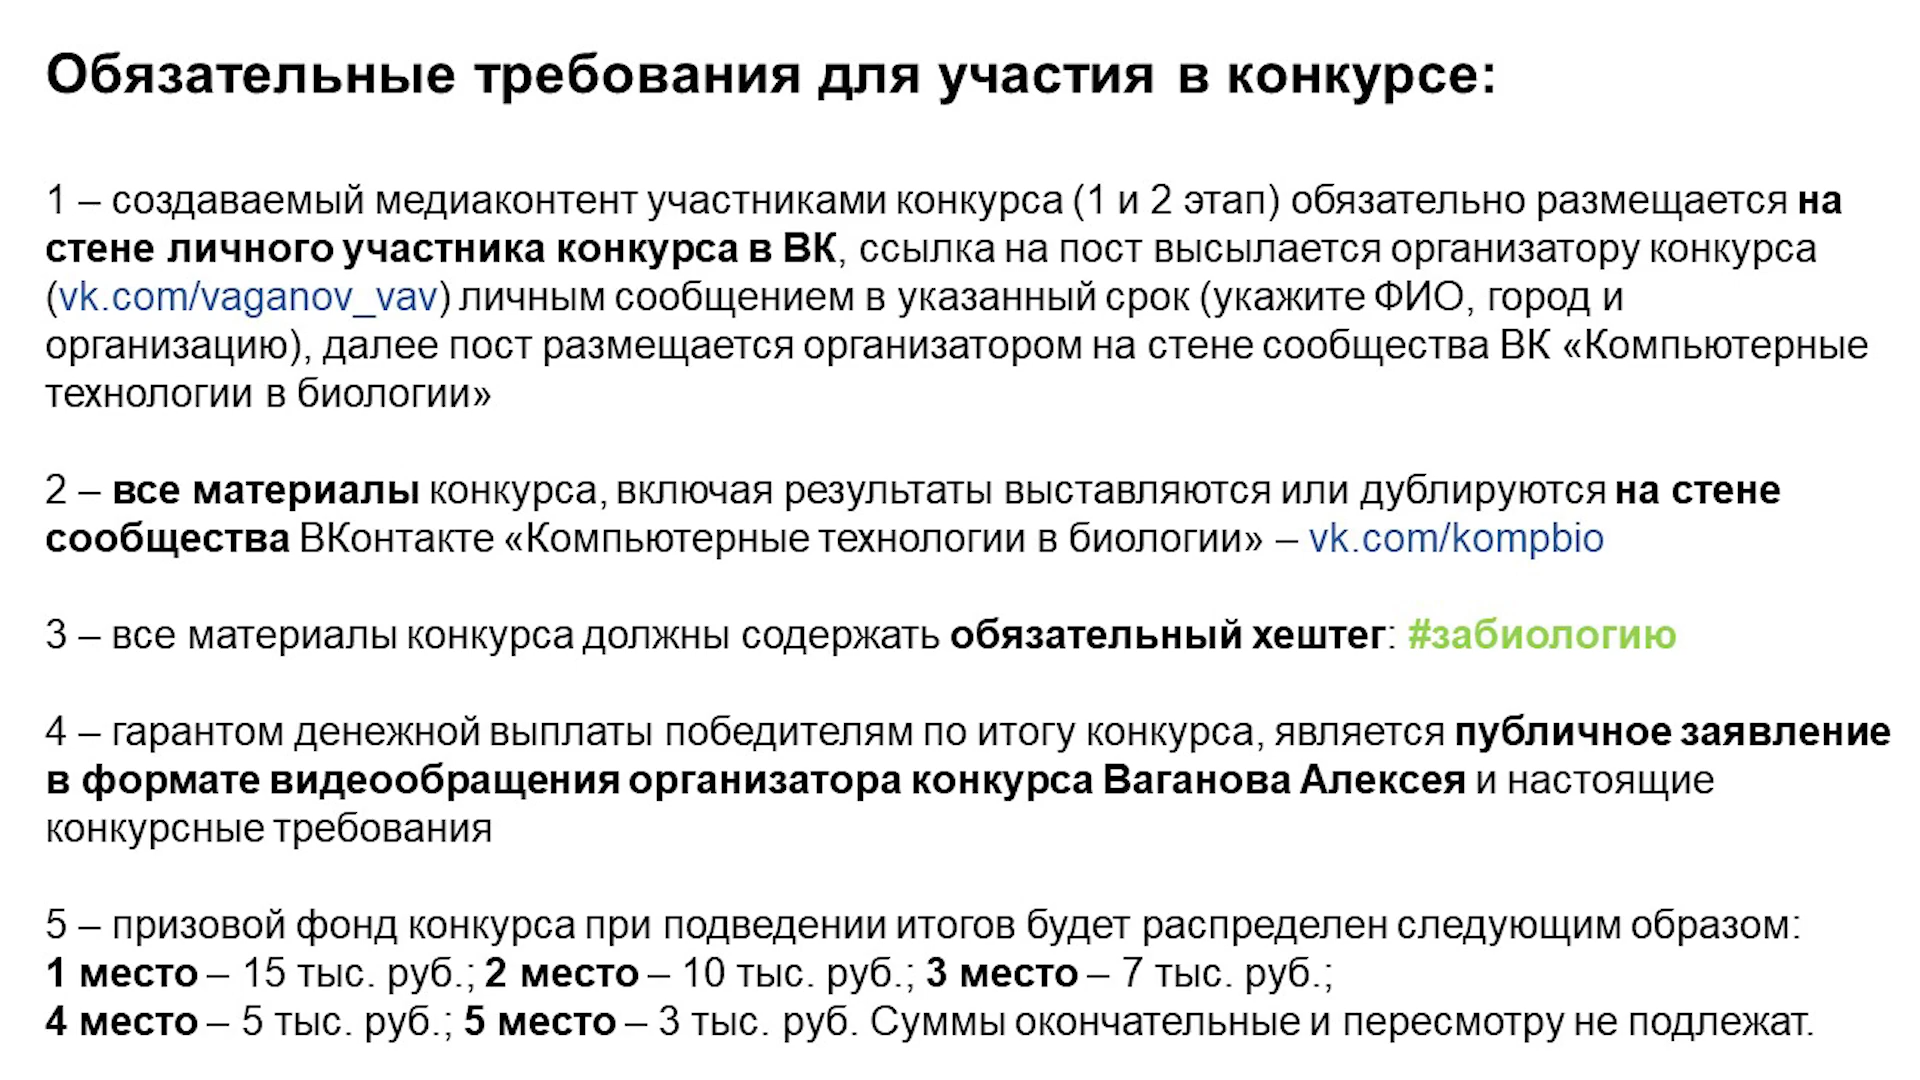 Обязательные требования для участия в конкурсе:
1 – создаваемый медиаконтент участниками конкурса (1 и 2 этап) обязательно размещается на
стене личного участника конкурса в ВК, ссылка на пост высылается организатору конкурса
(vk.com/vaganov_vav) личным сообщением в указанный срок (укажите ФИО, город и
организацию), далее пост размещается организатором на стене сообщества ВК «Компьютерные
технологии в биологии»
2 – все материалы конкурса, включая результаты выставляются или дублируются на стене
сообщества ВКонтакте «Компьютерные технологии в биологии» – vk.com/kompbio
3 – все материалы конкурса должны содержать обязательный хештег: #забиологию
4 – гарантом денежной выплаты победителям по итогу конкурса, является публичное заявление
в формате видеообращения организатора конкурса Ваганова Алексея и настоящие
конкурсные требования
5 – призовой фонд конкурса при подведении итогов будет распределен следующим образом:
1 место – 15 тыс. руб.; 2 место – 10 тыс. руб.; 3 место – 7 тыс. руб.;
4 место – 5 тыс. руб.; 5 место – 3 тыс. руб. Суммы окончательные и пересмотру не подлежат.